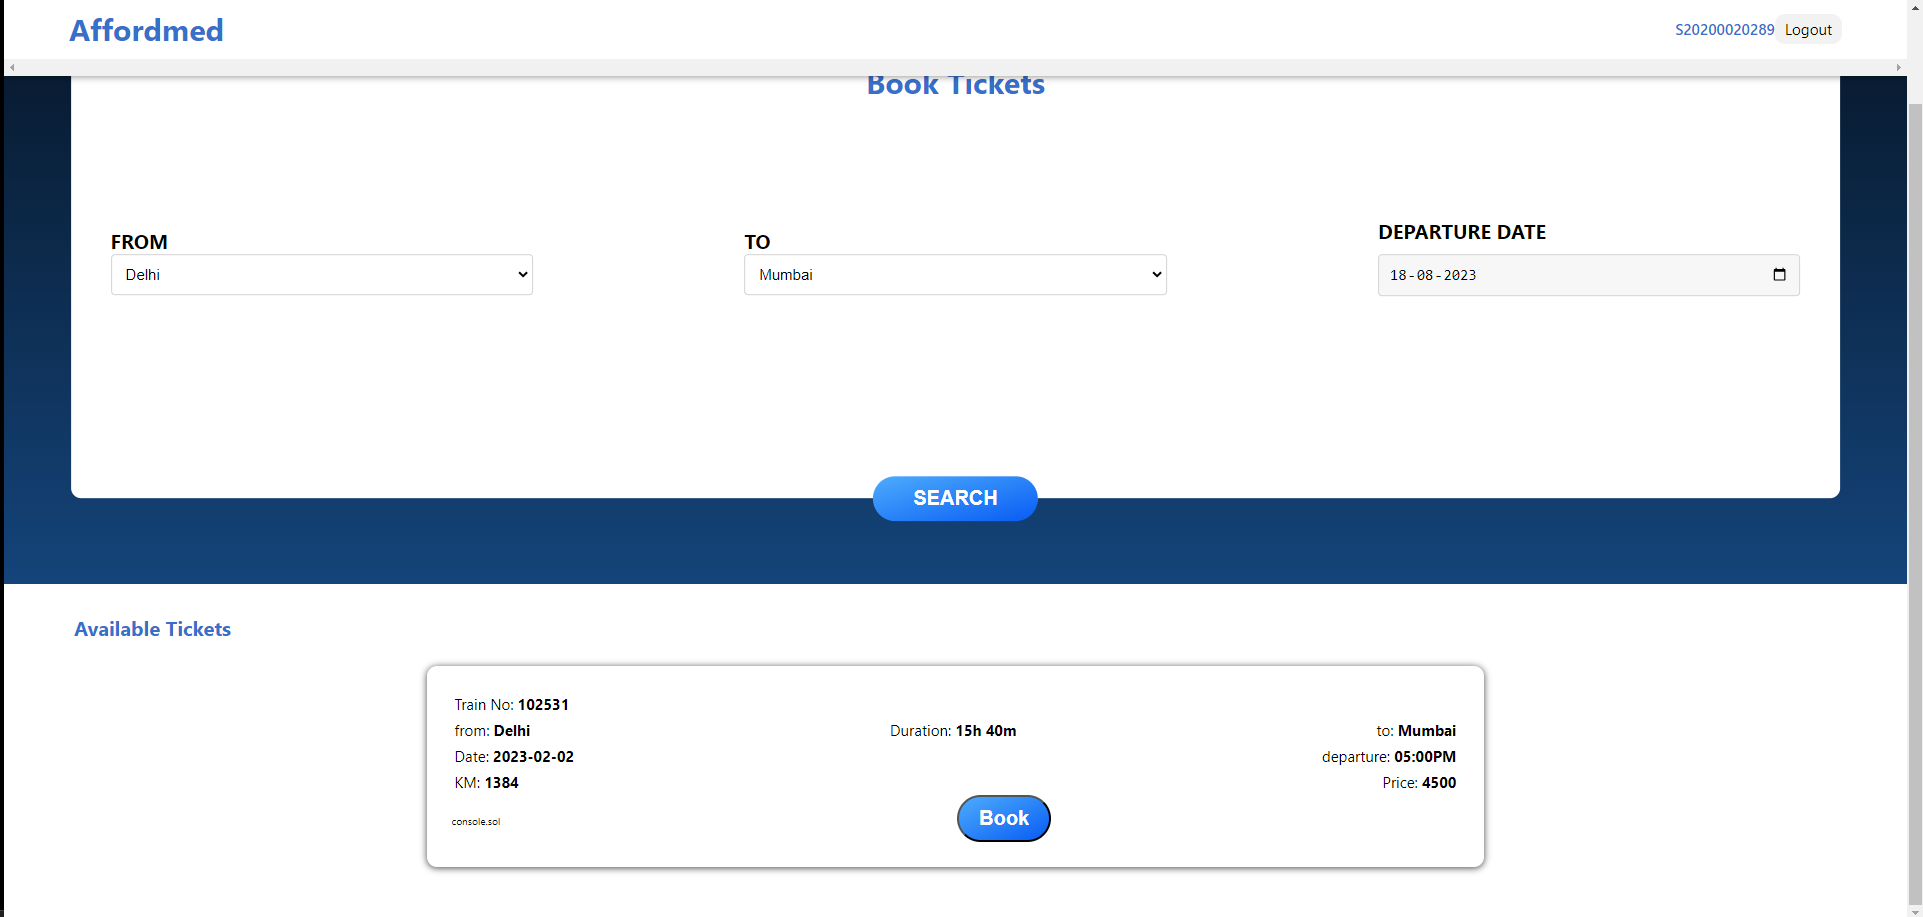 Affordmed
S20200020289 Logout
Book Tickets
FROM
TO
DEPARTURE DATE
Delhi
Mumbai
18-08-2023
SEARCH
Available Tickets
Train No: 102531
from: Delhi
Duration: 15h 40m
to: Mumbai
Date: 2023-02-02
departure: 05:00PM
KM: 1384
Price: 4500
console.sol
Book